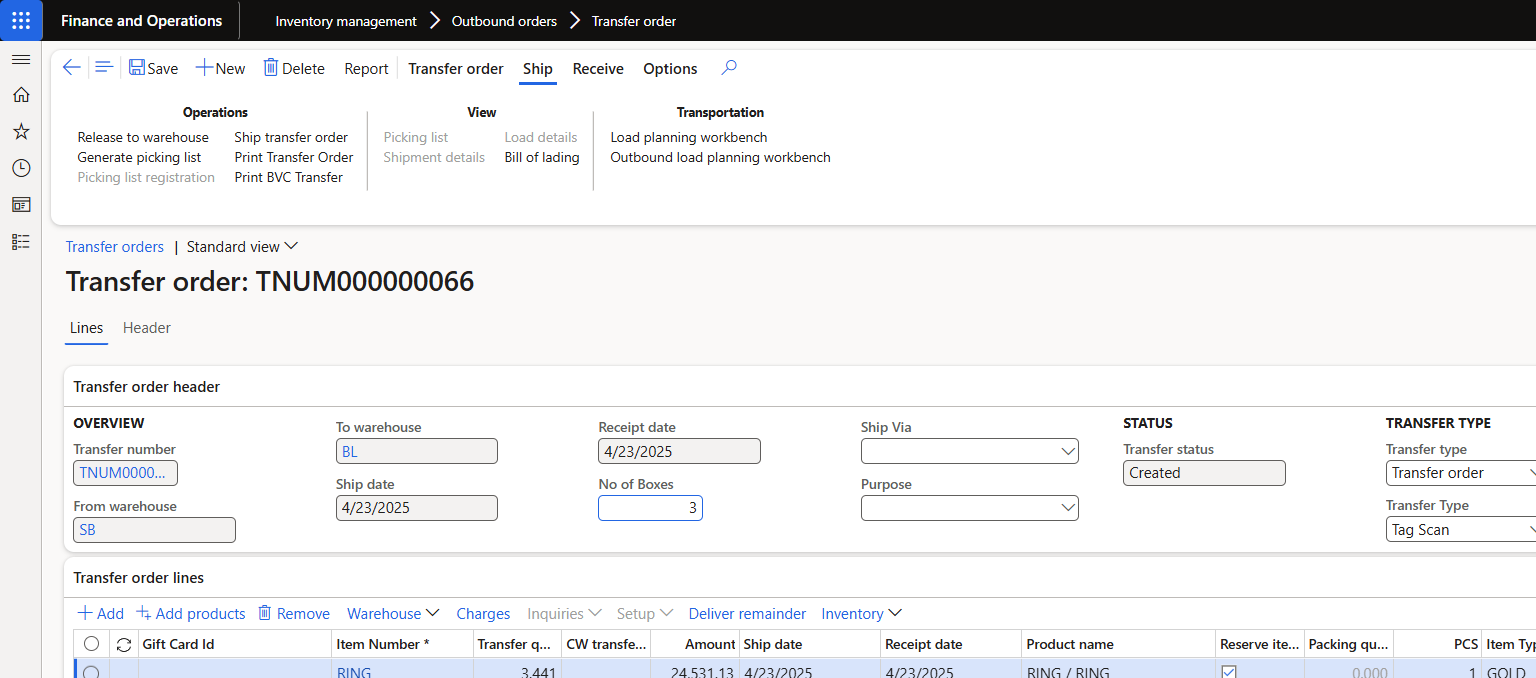 Finance and Operations Inventory management Outbound orders Transfer order
Save New Delete Report Transfer order Ship Receive Options
Operations View Transportation
Release to warehouse Ship transfer order Picking list Load details Load planning workbench
Generate picking list Print Transfer Order Shipment details Bill of lading Outbound load planning workbench
Picking list registration Print BVC Transfer
Transfer orders | Standard view
Transfer order: TNUM000000066
Lines Header
Transfer order header
OVERVIEW
Transfer number
TNUM0000...
From warehouse
SB
To warehouse
BL
Ship date
4/23/2025
Receipt date
4/23/2025
No of Boxes
3
Ship Via
Purpose
STATUS
Transfer status
Created
TRANSFER TYPE
Transfer type
Transfer order
Transfer Type
Tag Scan
Transfer order lines
Add Add products Remove Warehouse Charges Inquiries Setup Deliver remainder Inventory
Gift Card Id Item Number * Transfer q... CW transfe... Amount Ship date Receipt date Product name Reserve ite... Packing qu... PCS Item Typ
RING 3.441 24,531.13 4/23/2025 4/23/2025 RING / RING 0.000 1 GOLD